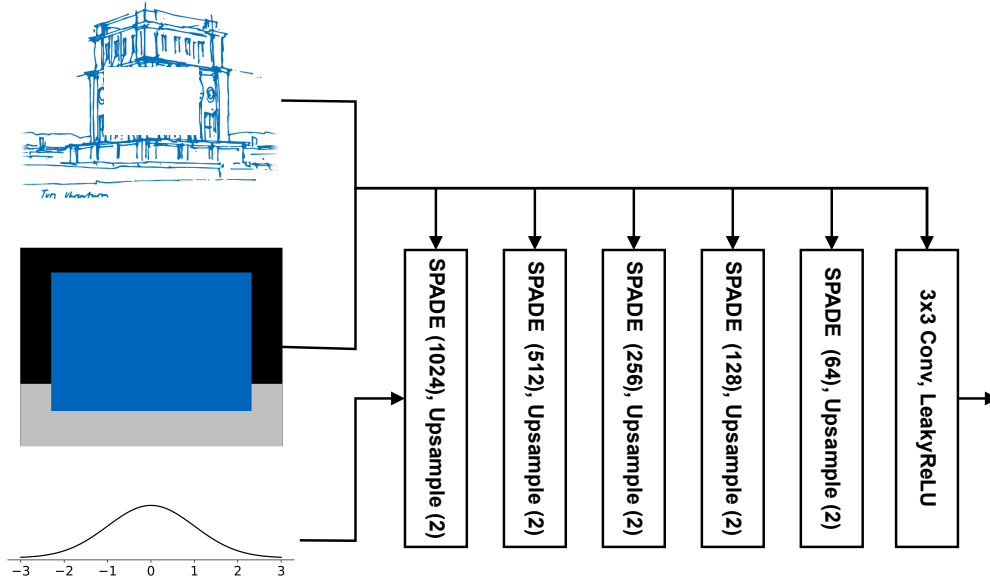 SPADE (1024), Upsample (2)
SPADE (512), Upsample (2)
SPADE (256), Upsample (2)
SPADE (128), Upsample (2)
SPADE (64), Upsample (2)
3x3 Conv, LeakyReLU
−3 −2 −1 0 1 2 3